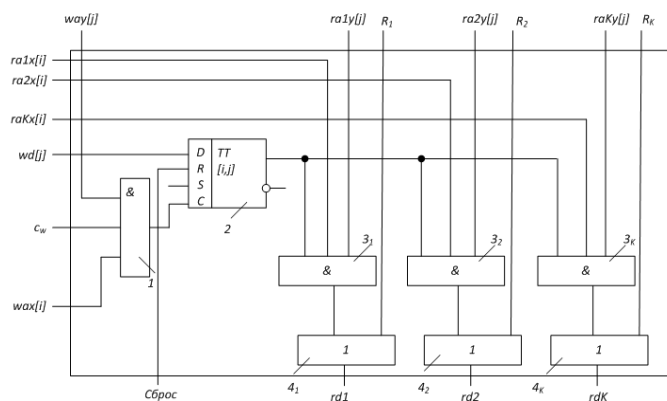 way[j] ra1y[j] R1 ra2y[j] R2 raKy[j] RK
ra1x[i]
ra2x[i]
raKx[i]
wd[j] D TT
R [i,j]
S
& C
2
cw
1
31 32 3K
& & &
wax[i]
1 1 1
41 42 4K
Сброс rd1 rd2 rdK